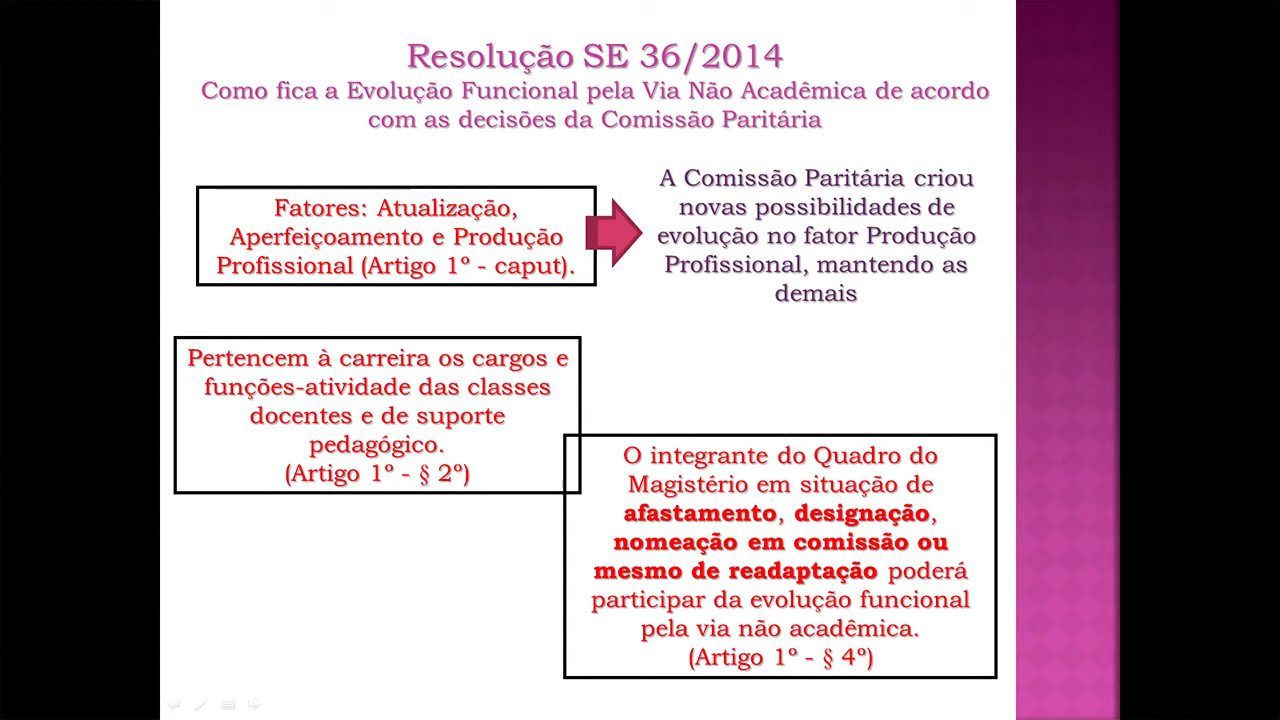 Resolução SE 36/2014
Como fica a Evolução Funcional pela Via Não Acadêmica de acordo
com as decisões da Comissão Paritária
Fatores: Atualização,
Aperfeiçoamento e Produção
Profissional (Artigo 1º - caput).
A Comissão Paritária criou
novas possibilidades de
evolução no fator Produção
Profissional, mantendo as
demais
Pertencem à carreira os cargos e
funções-atividade das classes
docentes e de suporte
pedagógico.
(Artigo 1º - § 2º)
O integrante do Quadro do
Magistério em situação de
afastamento, designação,
nomeação em comissão ou
mesmo de readaptação poderá
participar da evolução funcional
pela via não acadêmica.
(Artigo 1º - § 4º)